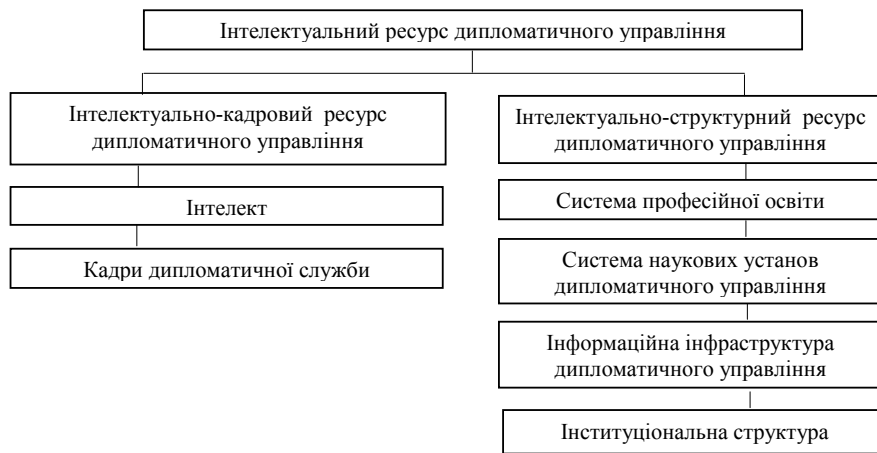 Інтелектуальний ресурс дипломатичного управління
Інтелектуально-кадровий ресурс
дипломатичного управління
Інтелект
Кадри дипломатичної служби
Інтелектуально-структурний ресурс
дипломатичного управління
Система професійної освіти
Система наукових установ
дипломатичного управління
Інформаційна інфраструктура
дипломатичного управління
Інституціональна структура